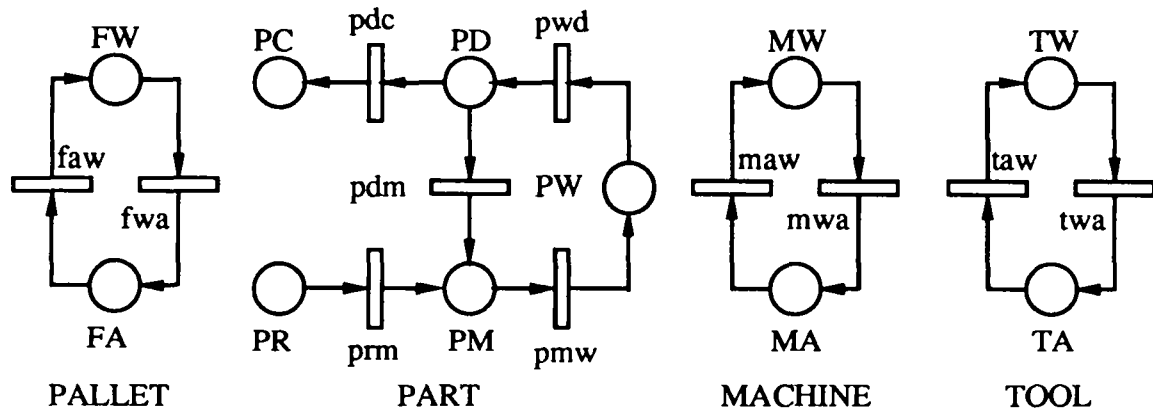 pdc pwd
FW PC PD MW TW
faw pdm PW maw taw
fwa mwa twa
FA PR prm PM pmw MA TA
PALLET PART MACHINE TOOL